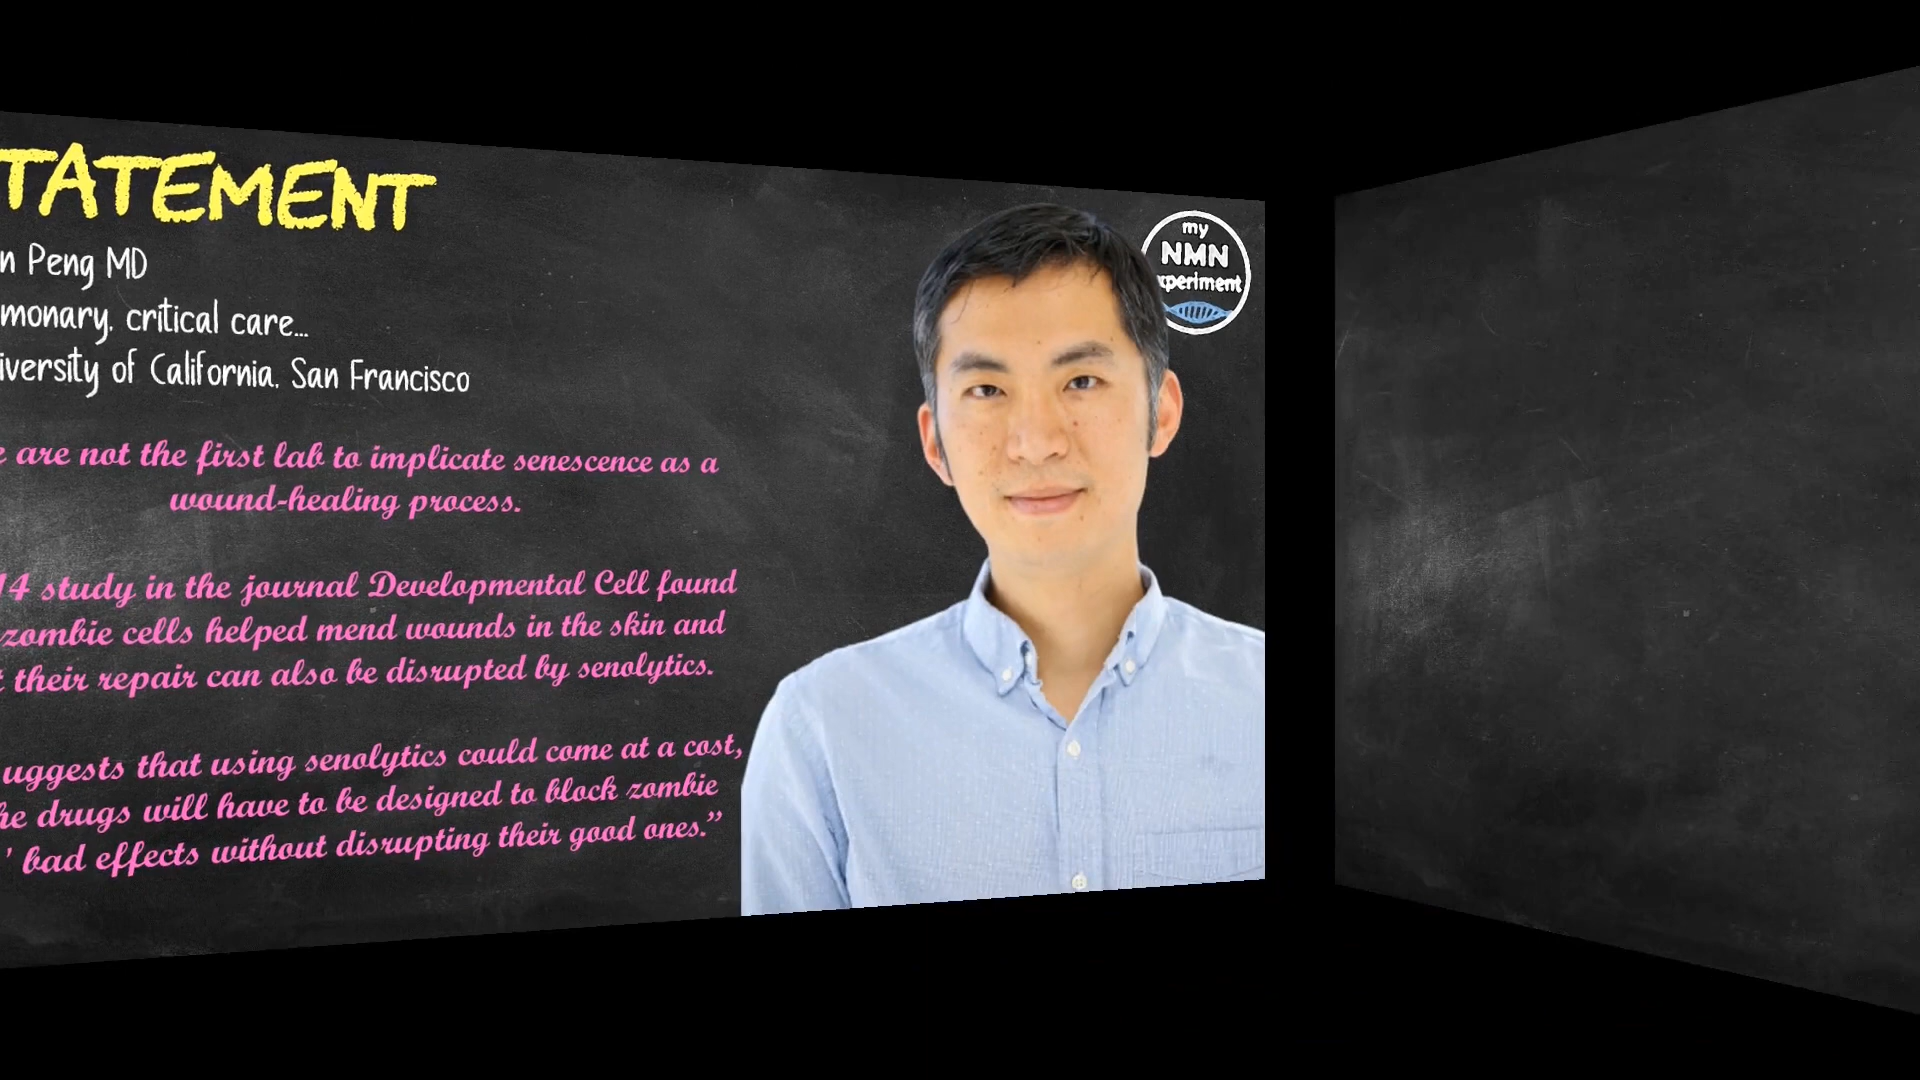 TATEMENT
n Peng MD
monary, critical care...
iversity of California, San Francisco
e are not the first lab to implicate senescence as a
wound-healing process.
14 study in the journal Developmental Cell found
zombie cells helped mend wounds in the skin and
t their repair can also be disrupted by senolytics.
uggests that using senolytics could come at a cost,
he drugs will have to be designed to block zombie
' bad effects without disrupting their good ones.”
my
NMN
xperiment